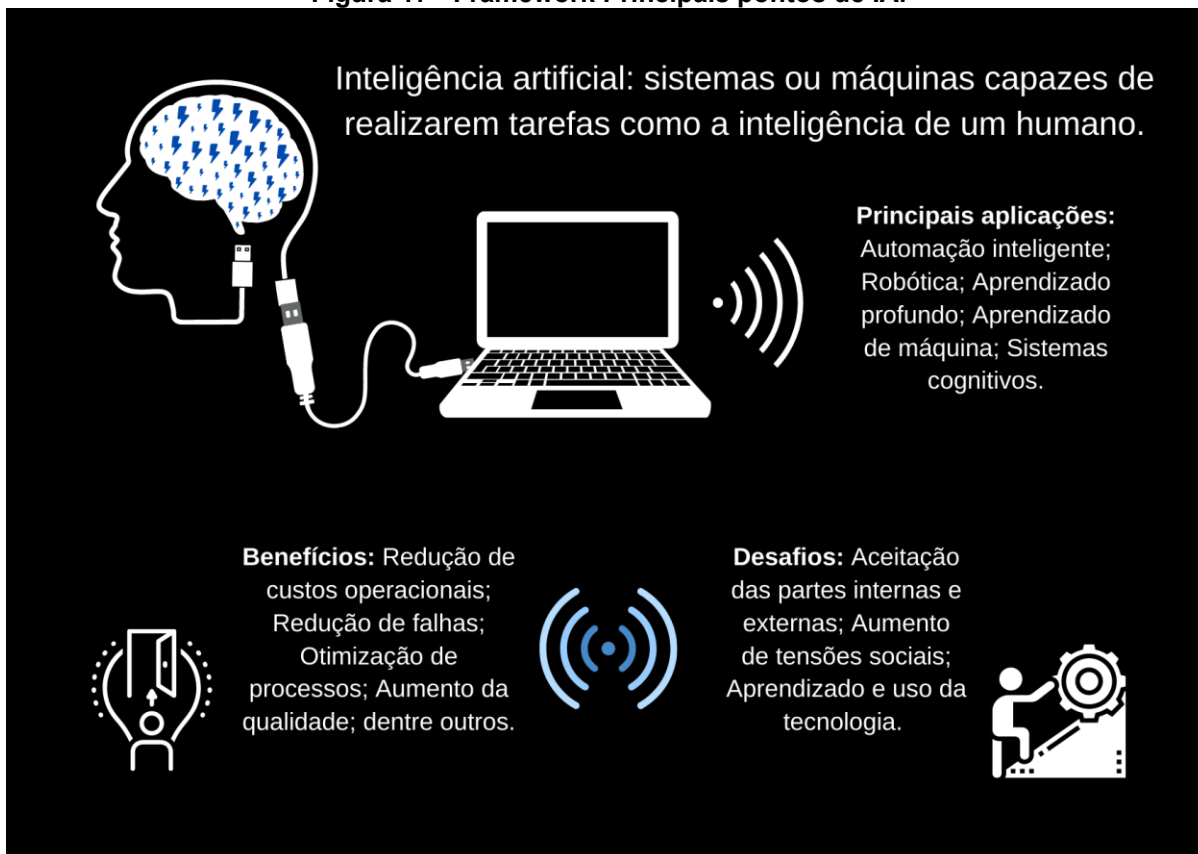 Inteligência artificial: sistemas ou máquinas capazes de
realizarem tarefas como a inteligência de um humano.
Principais aplicações:
Automação inteligente;
Robótica; Aprendizado
profundo; Aprendizado
de máquina; Sistemas
cognitivos.
Benefícios: Redução de
custos operacionais;
Redução de falhas;
Otimização de
processos; Aumento da
qualidade; dentre outros.
Desafios: Aceitação
das partes internas e
externas; Aumento
de tensões sociais;
Aprendizado e uso da
tecnologia.